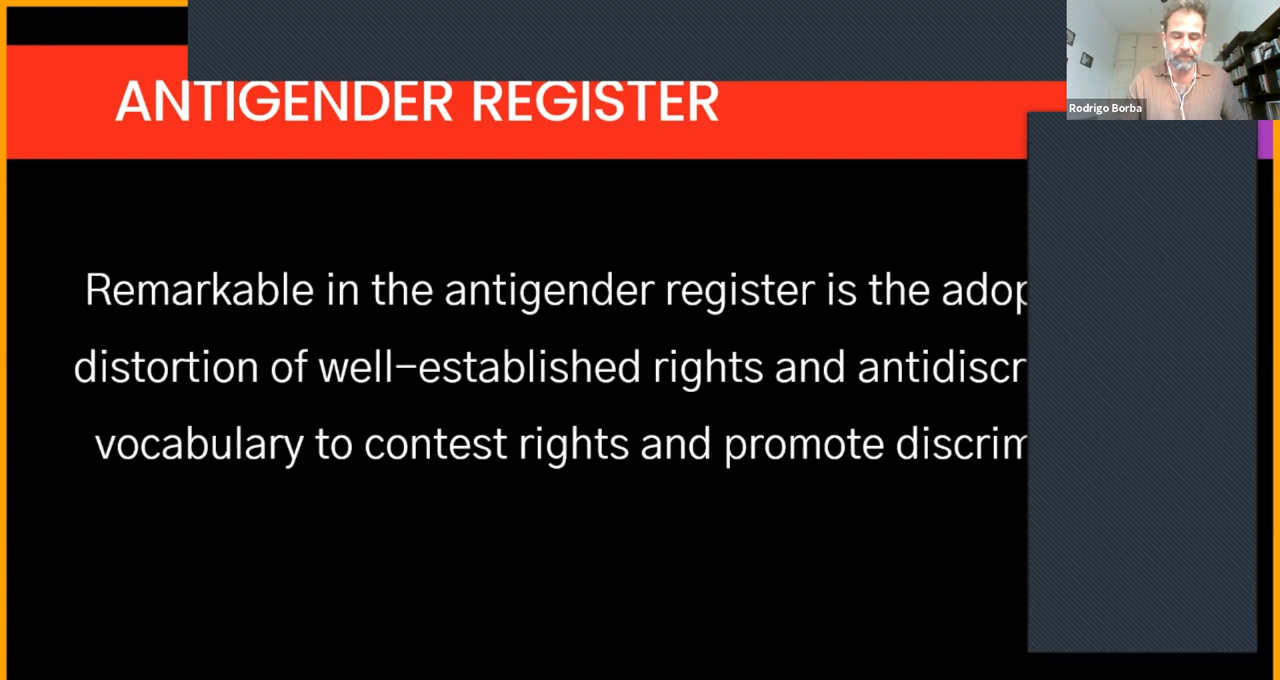 ANTIGENDER REGISTER
Rodrigo Borba
Remarkable in the antigender register is the adop
distortion of well-established rights and antidiscr
vocabulary to contest rights and promote discrim